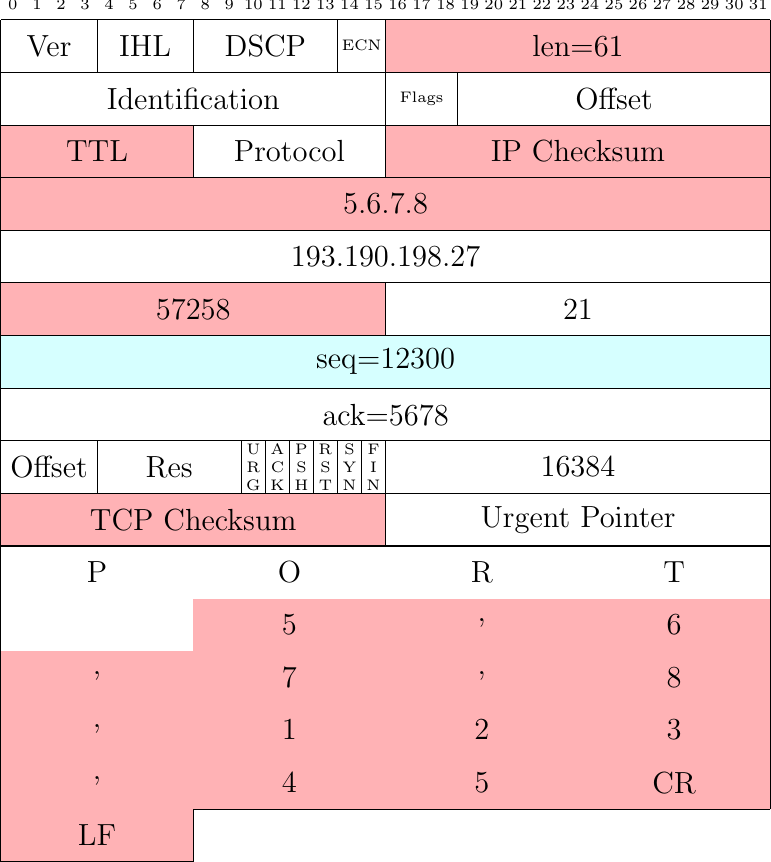 0 1 2 3 4 5 6 7 8 9 10 11 12 13 14 15 16 17 18 19 20 21 22 23 24 25 26 27 28 29 30 31
Ver IHL DSCP ECN len=61
Identification Flags Offset
TTL Protocol IP Checksum
5.6.7.8
193.190.198.27
57258 21
seq=12300
ack=5678
Offset Res URG ACK PSH RST SYN FIN 16384
TCP Checksum Urgent Pointer
P O R T
5 , 6
, 7 , 8
, 1 2 3
, 4 5 CR
LF